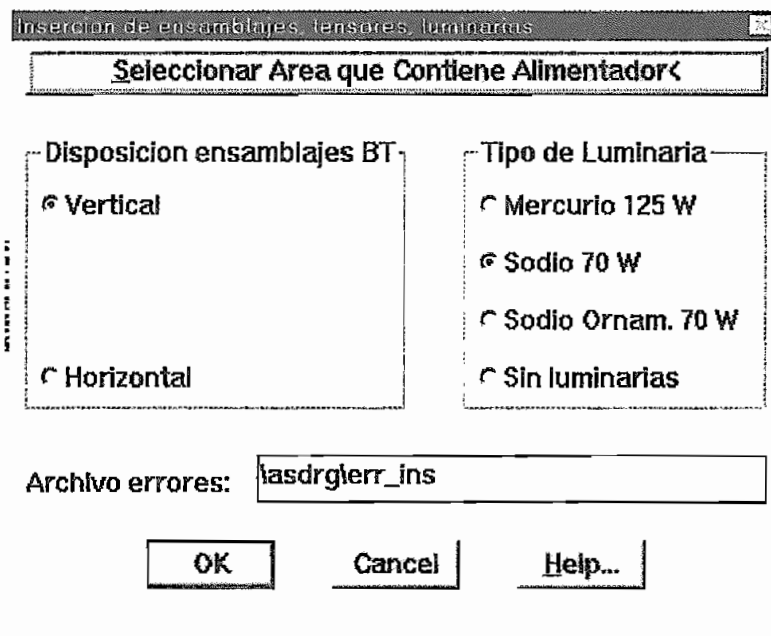 Insercion de ensamblajes, tensores, luminarias
Seleccionar Area que Contiene Alimentador<
Disposicion ensamblajes BT
Vertical
Horizontal
Tipo de Luminaria
Mercurio 125 W
Sodio 70 W
Sodio Ornam. 70 W
Sin luminarias
Archivo errores:
\asdrg\err_ins
OK
Cancel
Help...